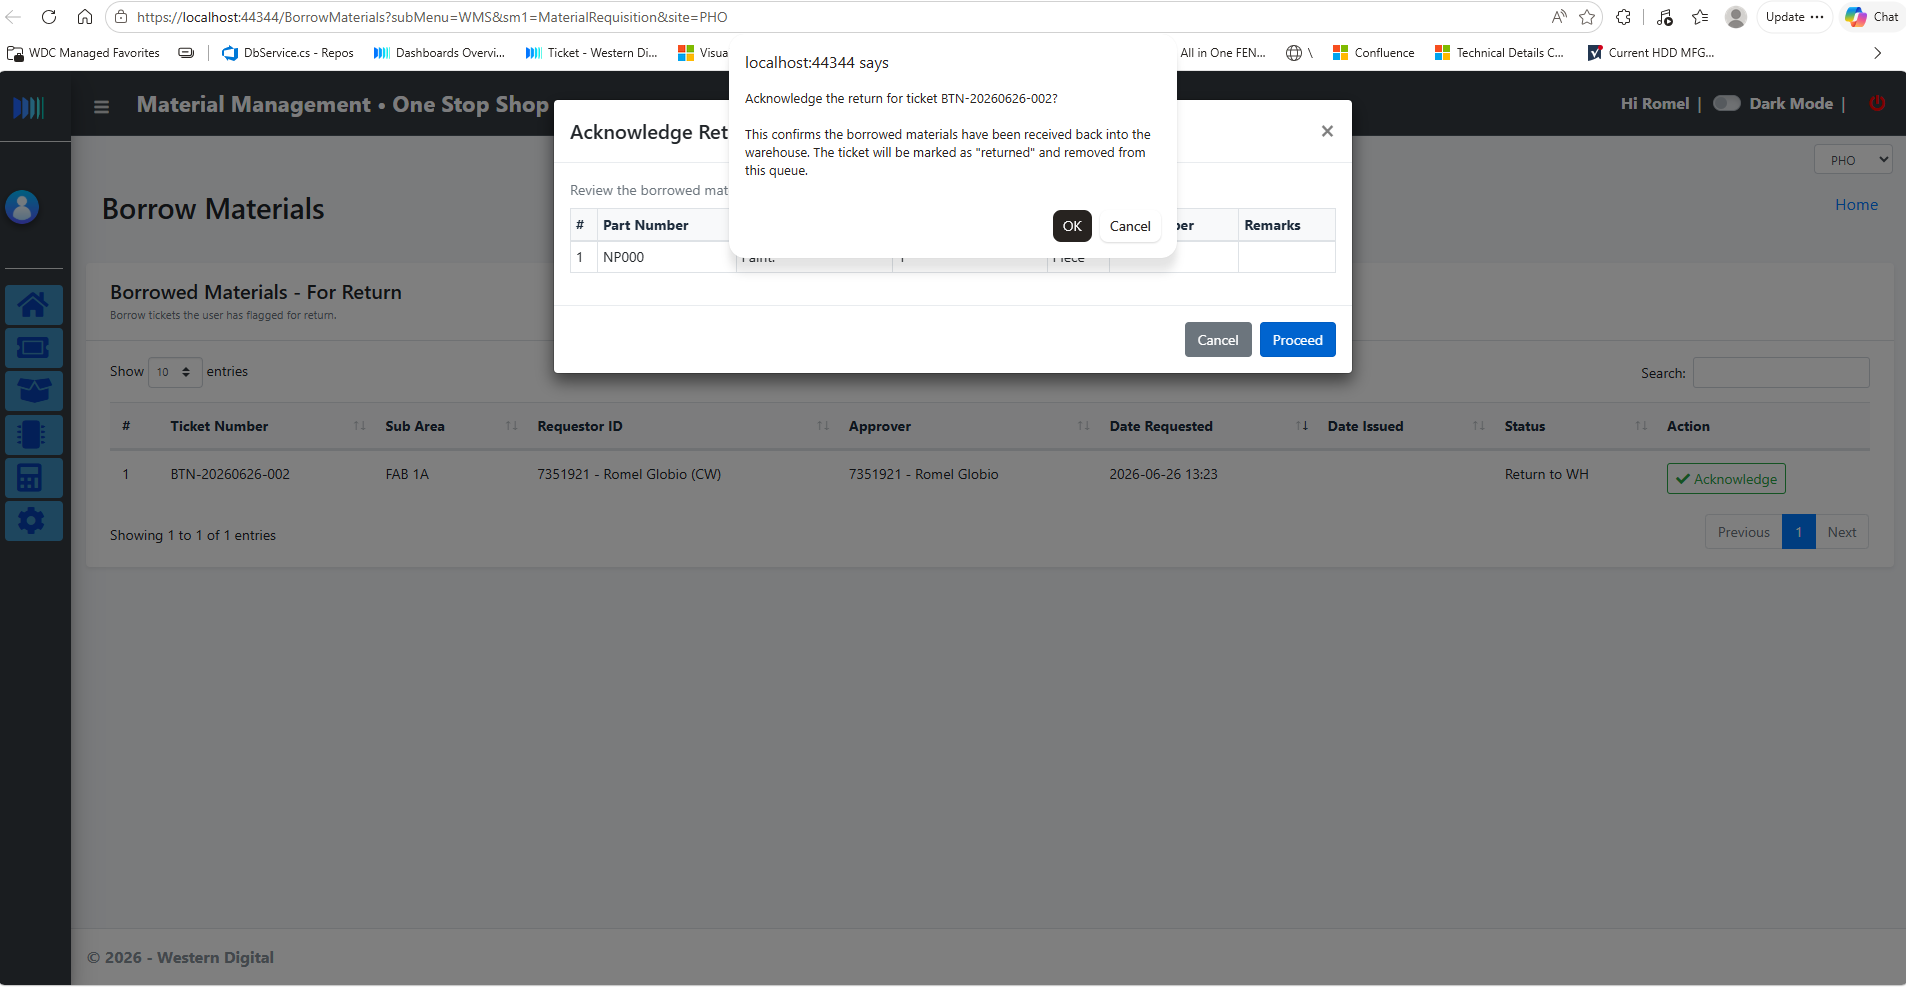 https://localhost:44344/BorrowMaterials?subMenu=WMS&sm1=MaterialRequisition&site=PHO
Update
Chat
WDC Managed Favorites
DbService.cs - Repos
Dashboards Overvi...
Ticket - Western Di...
Visua
All in One FEN...
\
Confluence
Technical Details C...
Current HDD MFG...
localhost:44344 says
Acknowledge the return for ticket BTN-20260626-002?
This confirms the borrowed materials have been received back into the
warehouse. The ticket will be marked as "returned" and removed from
this queue.
OK
Cancel
Material Management • One Stop Shop
Hi Romel |
Dark Mode |
Acknowledge Ret
×
PHO
Borrow Materials
Home
Review the borrowed mat
# Part Number ber Remarks
1 NP000 Paint. 1 Piece
Cancel
Proceed
Borrowed Materials - For Return
Borrow tickets the user has flagged for return.
Show 10 entries
Search:
# Ticket Number Sub Area Requestor ID Approver Date Requested Date Issued Status Action
1 BTN-20260626-002 FAB 1A 7351921 - Romel Globio (CW) 7351921 - Romel Globio 2026-06-26 13:23 Return to WH Acknowledge
Showing 1 to 1 of 1 entries
Previous 1 Next
© 2026 - Western Digital